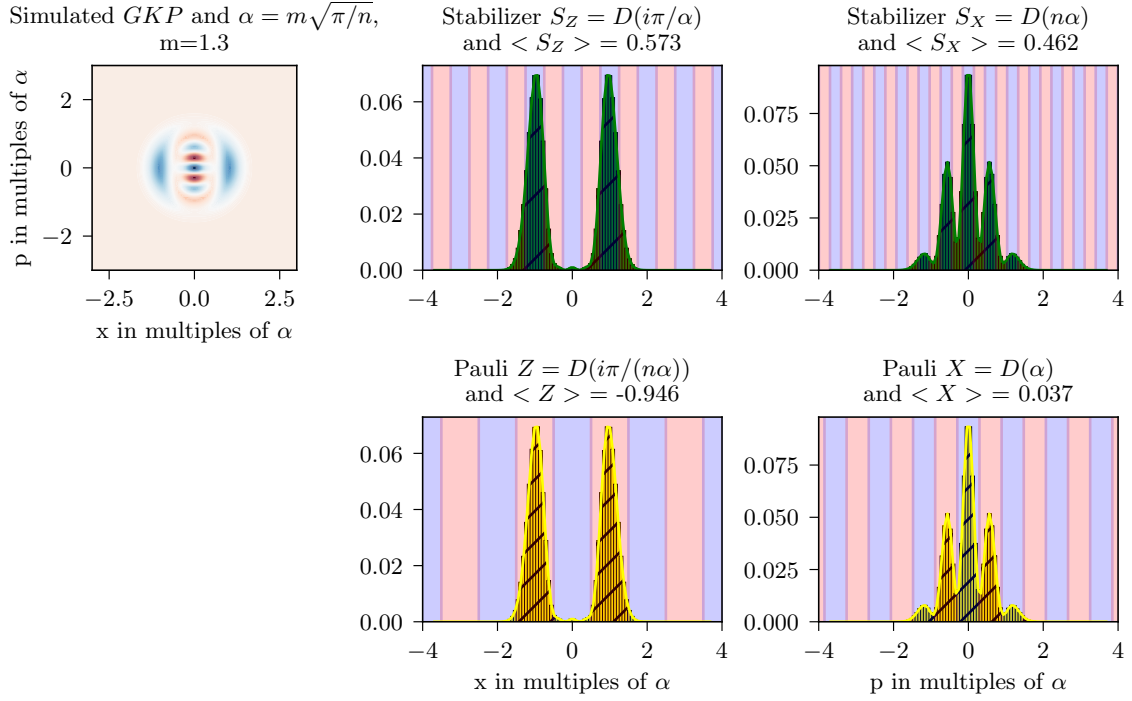 Simulated GKP and α = m√π/n,
m=1.3
Stabilizer S_Z = D(iπ/α)
and < S_Z > = 0.573
Stabilizer S_X = D(nα)
and < S_X > = 0.462
p in multiples of α
2
0
−2
−2.5 0.0 2.5
x in multiples of α
0.06
0.04
0.02
0.00
−4 −2 0 2 4
0.075
0.050
0.025
0.000
−4 −2 0 2 4
Pauli Z = D(iπ/(nα))
and < Z > = -0.946
Pauli X = D(α)
and < X > = 0.037
0.06
0.04
0.02
0.00
−4 −2 0 2 4
x in multiples of α
0.075
0.050
0.025
0.000
−4 −2 0 2 4
p in multiples of α